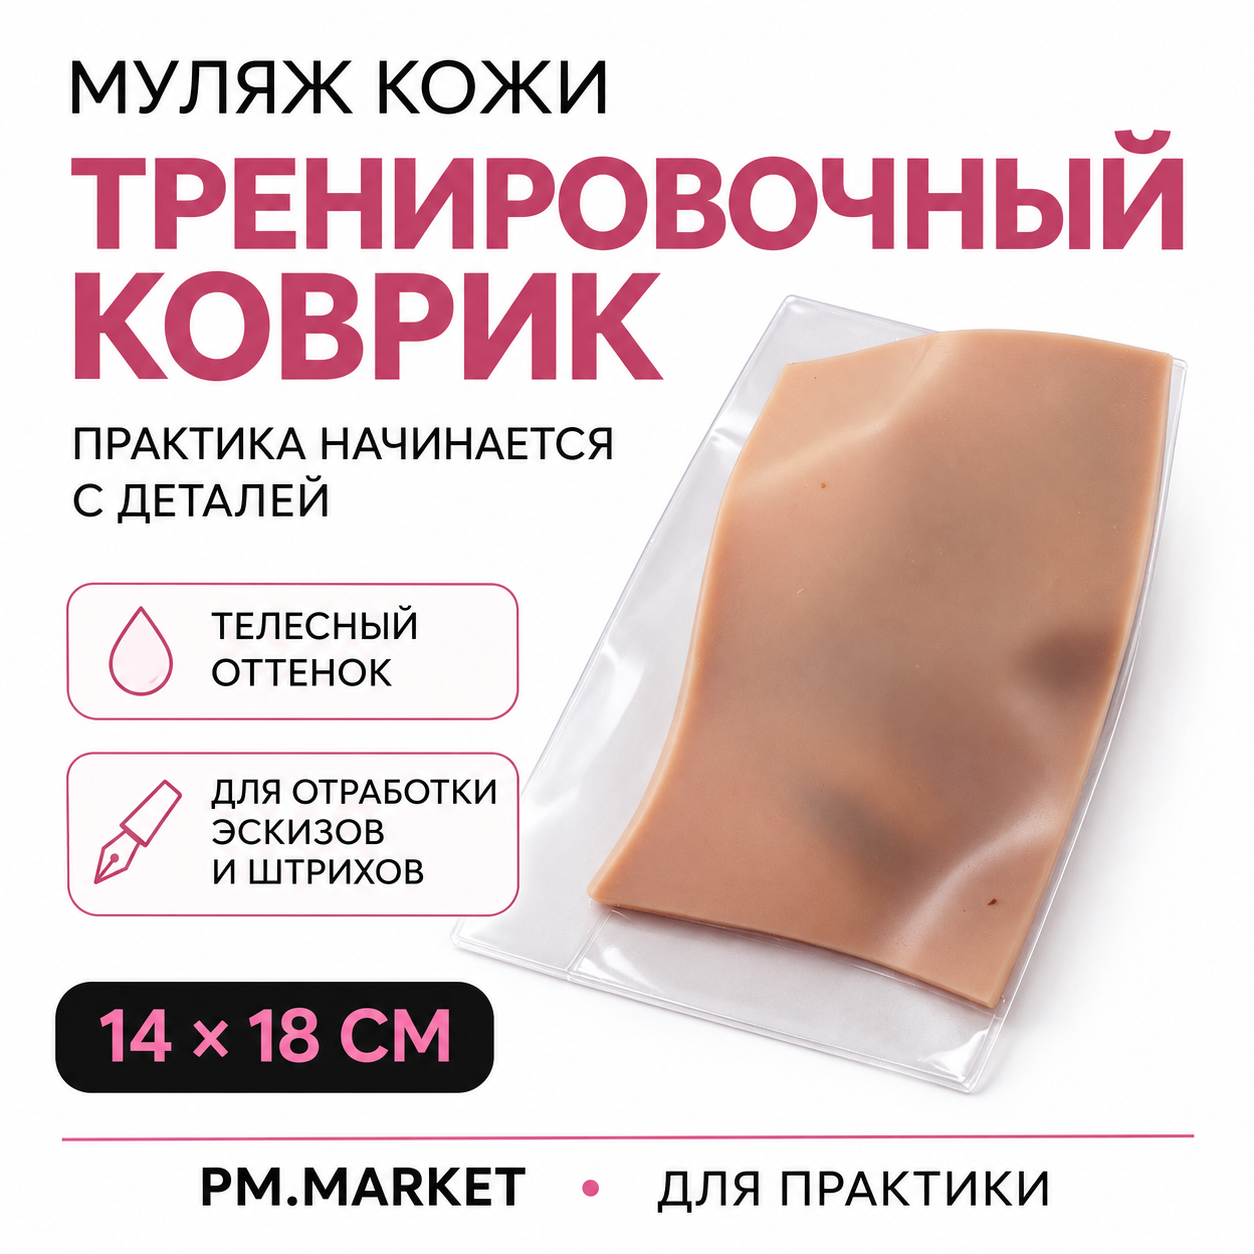 МУЛЯЖ КОЖИ
ТРЕНИРОВОЧНЫЙ
КОВРИК
ПРАКТИКА НАЧИНАЕТСЯ
С ДЕТАЛЕЙ
ТЕЛЕСНЫЙ
ОТТЕНОК
ДЛЯ ОТРАБОТКИ
ЭСКИЗОВ
И ШТРИХОВ
14 × 18 СМ
PM.MARKET • ДЛЯ ПРАКТИКИ